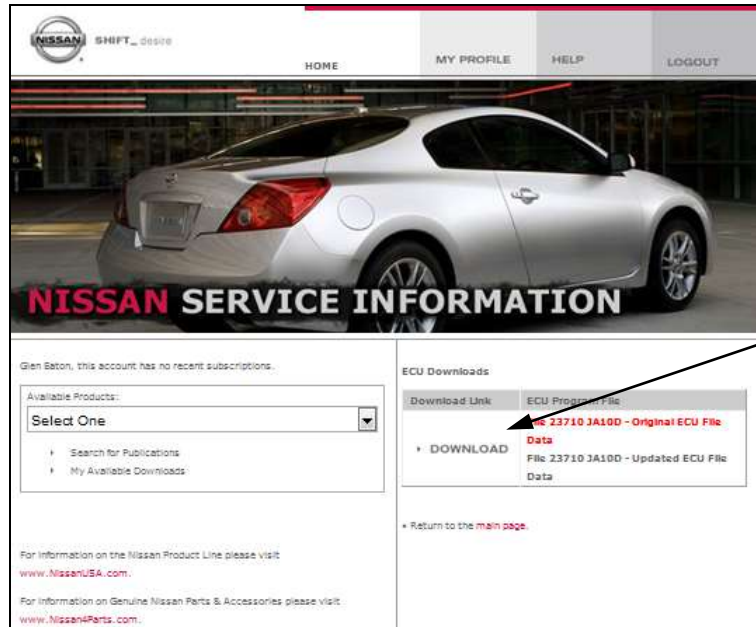 NISSAN
SHIFT_desire
HOME
MY PROFILE
HELP
LOGOUT
NISSAN SERVICE INFORMATION
Glen Eaton, this account has no recent subscriptions.
Available Products:
Select One
Search for Publications
My Available Downloads
For information on the Nissan Product Line please visit
www.NissanUSA.com.
For information on Genuine Nissan Parts & Accessories please visit
www.Nissan4Parts.com.
ECU Downloads
Download Link
ECU Program File
DOWNLOAD
File 23710 JA10D - Original ECU File
Data
File 23710 JA10D - Updated ECU File
Data
Return to the main page.